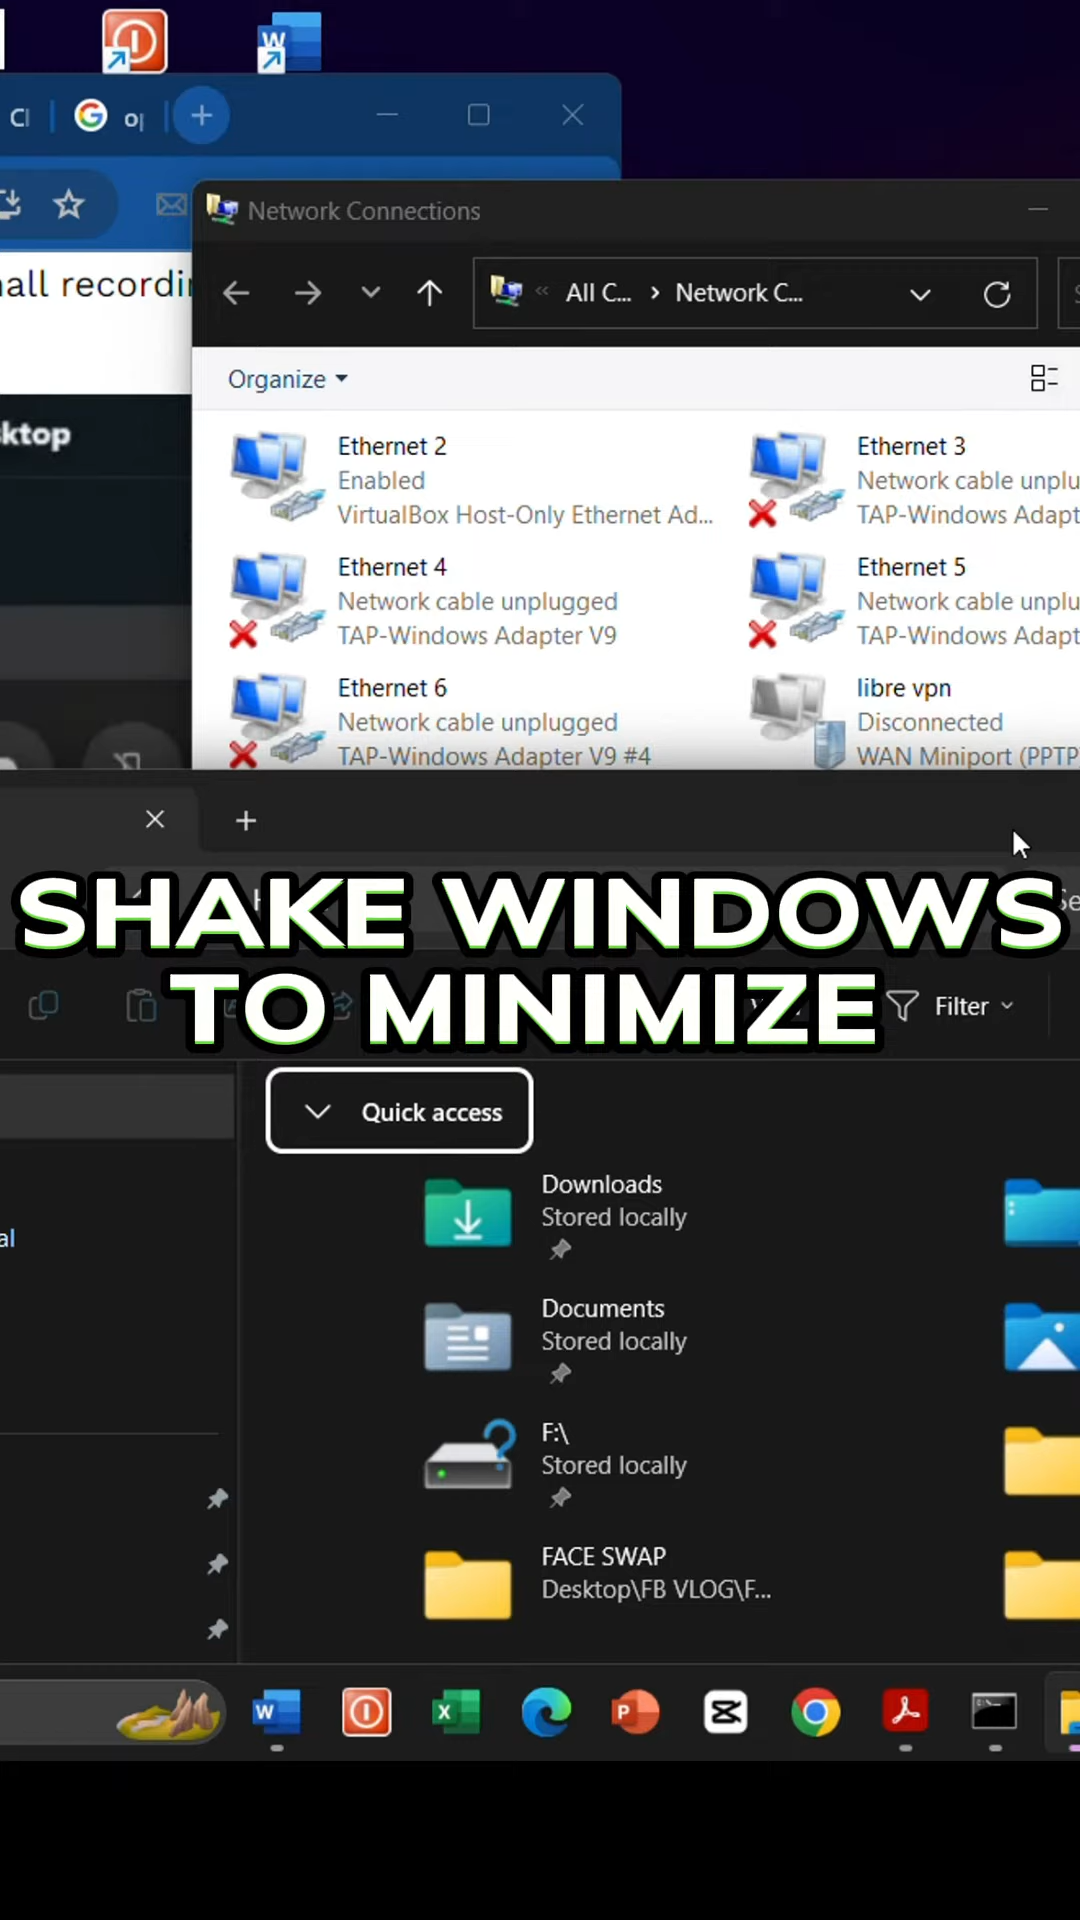 W
Cl
G
o
Network Connections
all recordin
« All C... › Network C...
Organize
ktop
Ethernet 2
Enabled
VirtualBox Host-Only Ethernet Ad...
Ethernet 3
Network cable unplu
TAP-Windows Adapt
Ethernet 4
Network cable unplugged
TAP-Windows Adapter V9
Ethernet 5
Network cable unplu
TAP-Windows Adapt
Ethernet 6
Network cable unplugged
TAP-Windows Adapter V9 #4
libre vpn
Disconnected
WAN Miniport (PPTP
SHAKE WINDOWS
TO MINIMIZE
Se
Filter
Quick access
Downloads
Stored locally
al
Documents
Stored locally
F:\
Stored locally
FACE SWAP
Desktop\FB VLOG\F...
W
X
P